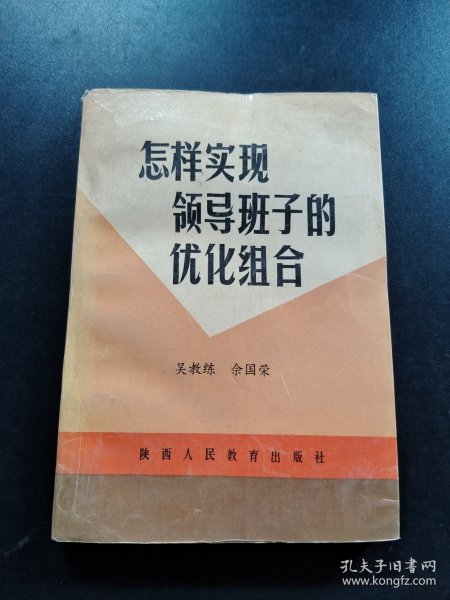 怎样实现
领导班子的
优化组合
吴教练 余国荣
陕西人民教育出版社
孔夫子旧书网
www.kongfz.com